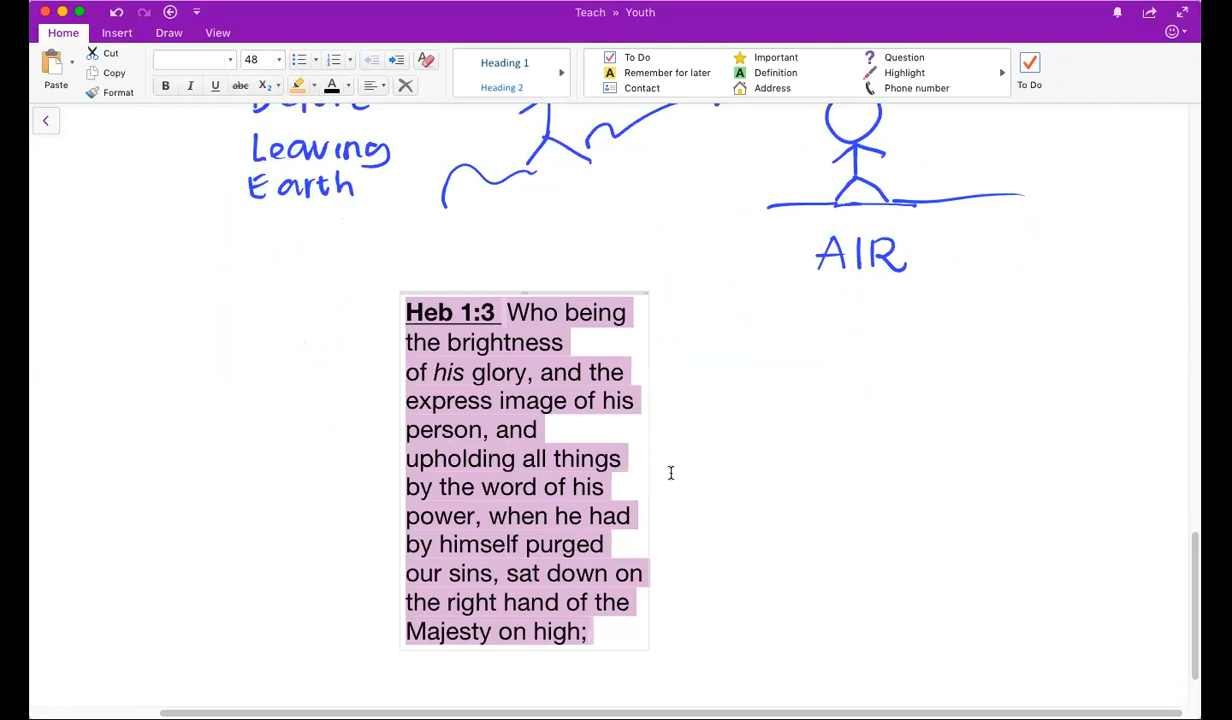 Teach » Youth
Home Insert Draw View
Paste
Cut
Copy
Format
48
B I U abc X₂
Heading 1
Heading 2
To Do
Remember for later
Contact
Important
Definition
Address
Question
Highlight
Phone number
To Do
Before
Leaving
Earth
AIR
Heb 1:3 Who being
the brightness
of his glory, and the
express image of his
person, and
upholding all things
by the word of his
power, when he had
by himself purged
our sins, sat down on
the right hand of the
Majesty on high;